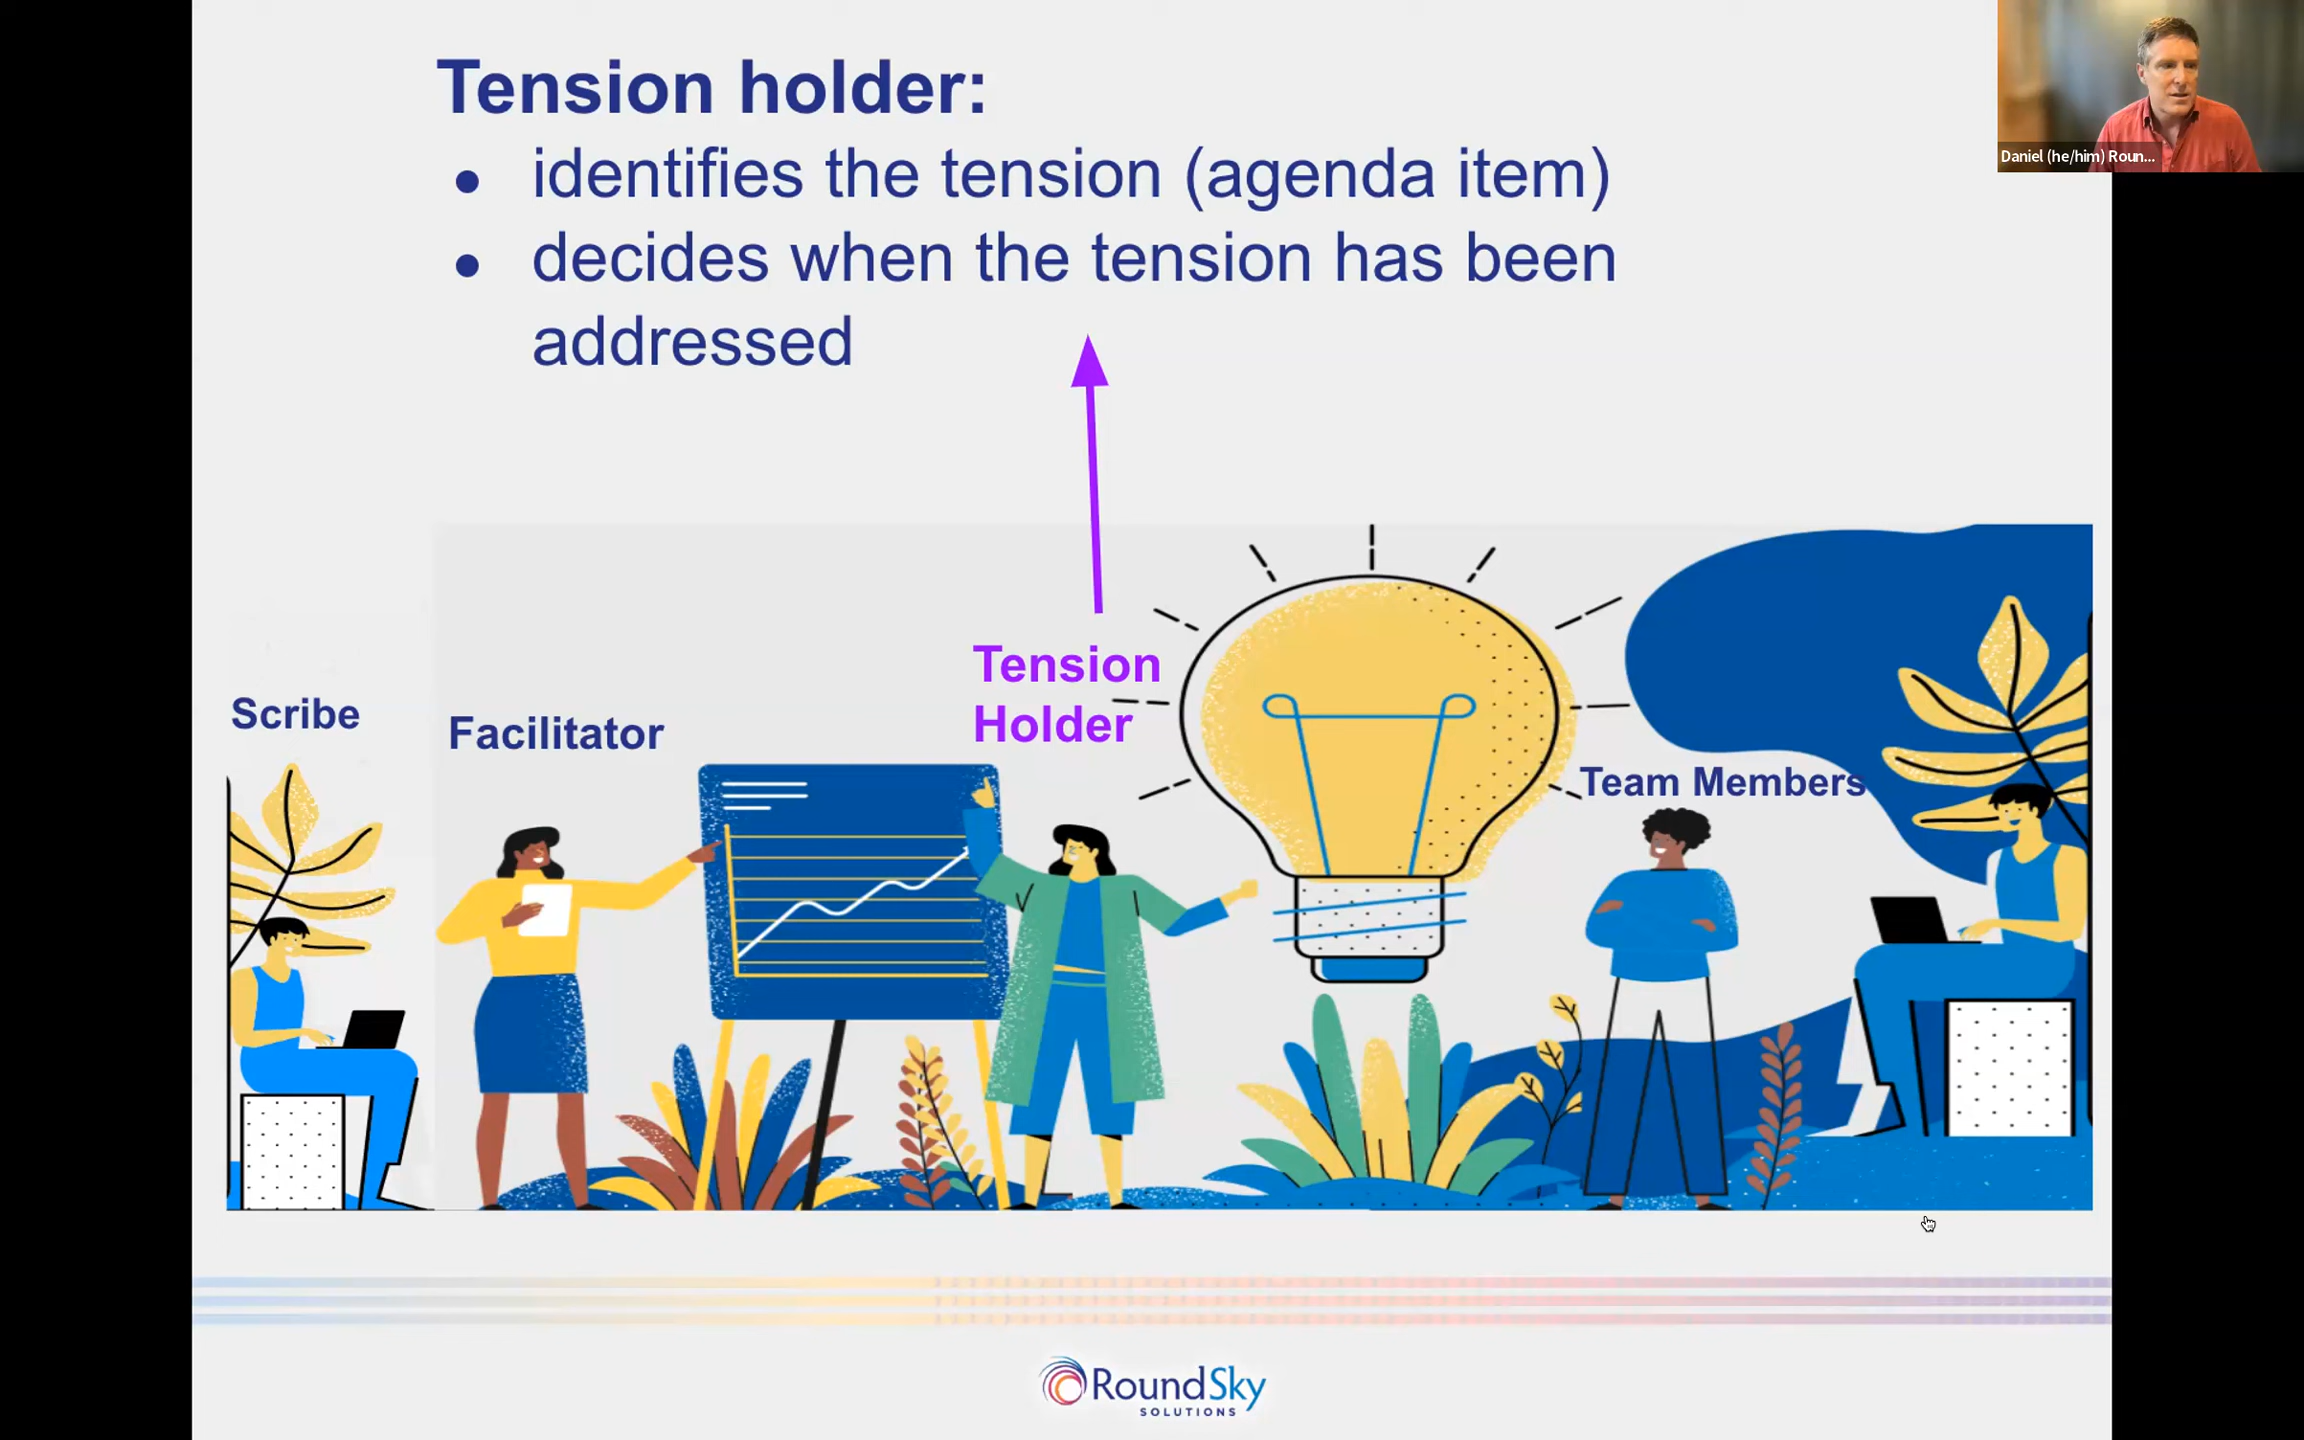 Tension holder:
● identifies the tension (agenda item)
● decides when the tension has been
addressed
Daniel (he/him) Roun...
Tension
Holder
Scribe
Facilitator
Team Members
RoundSky
SOLUTIONS